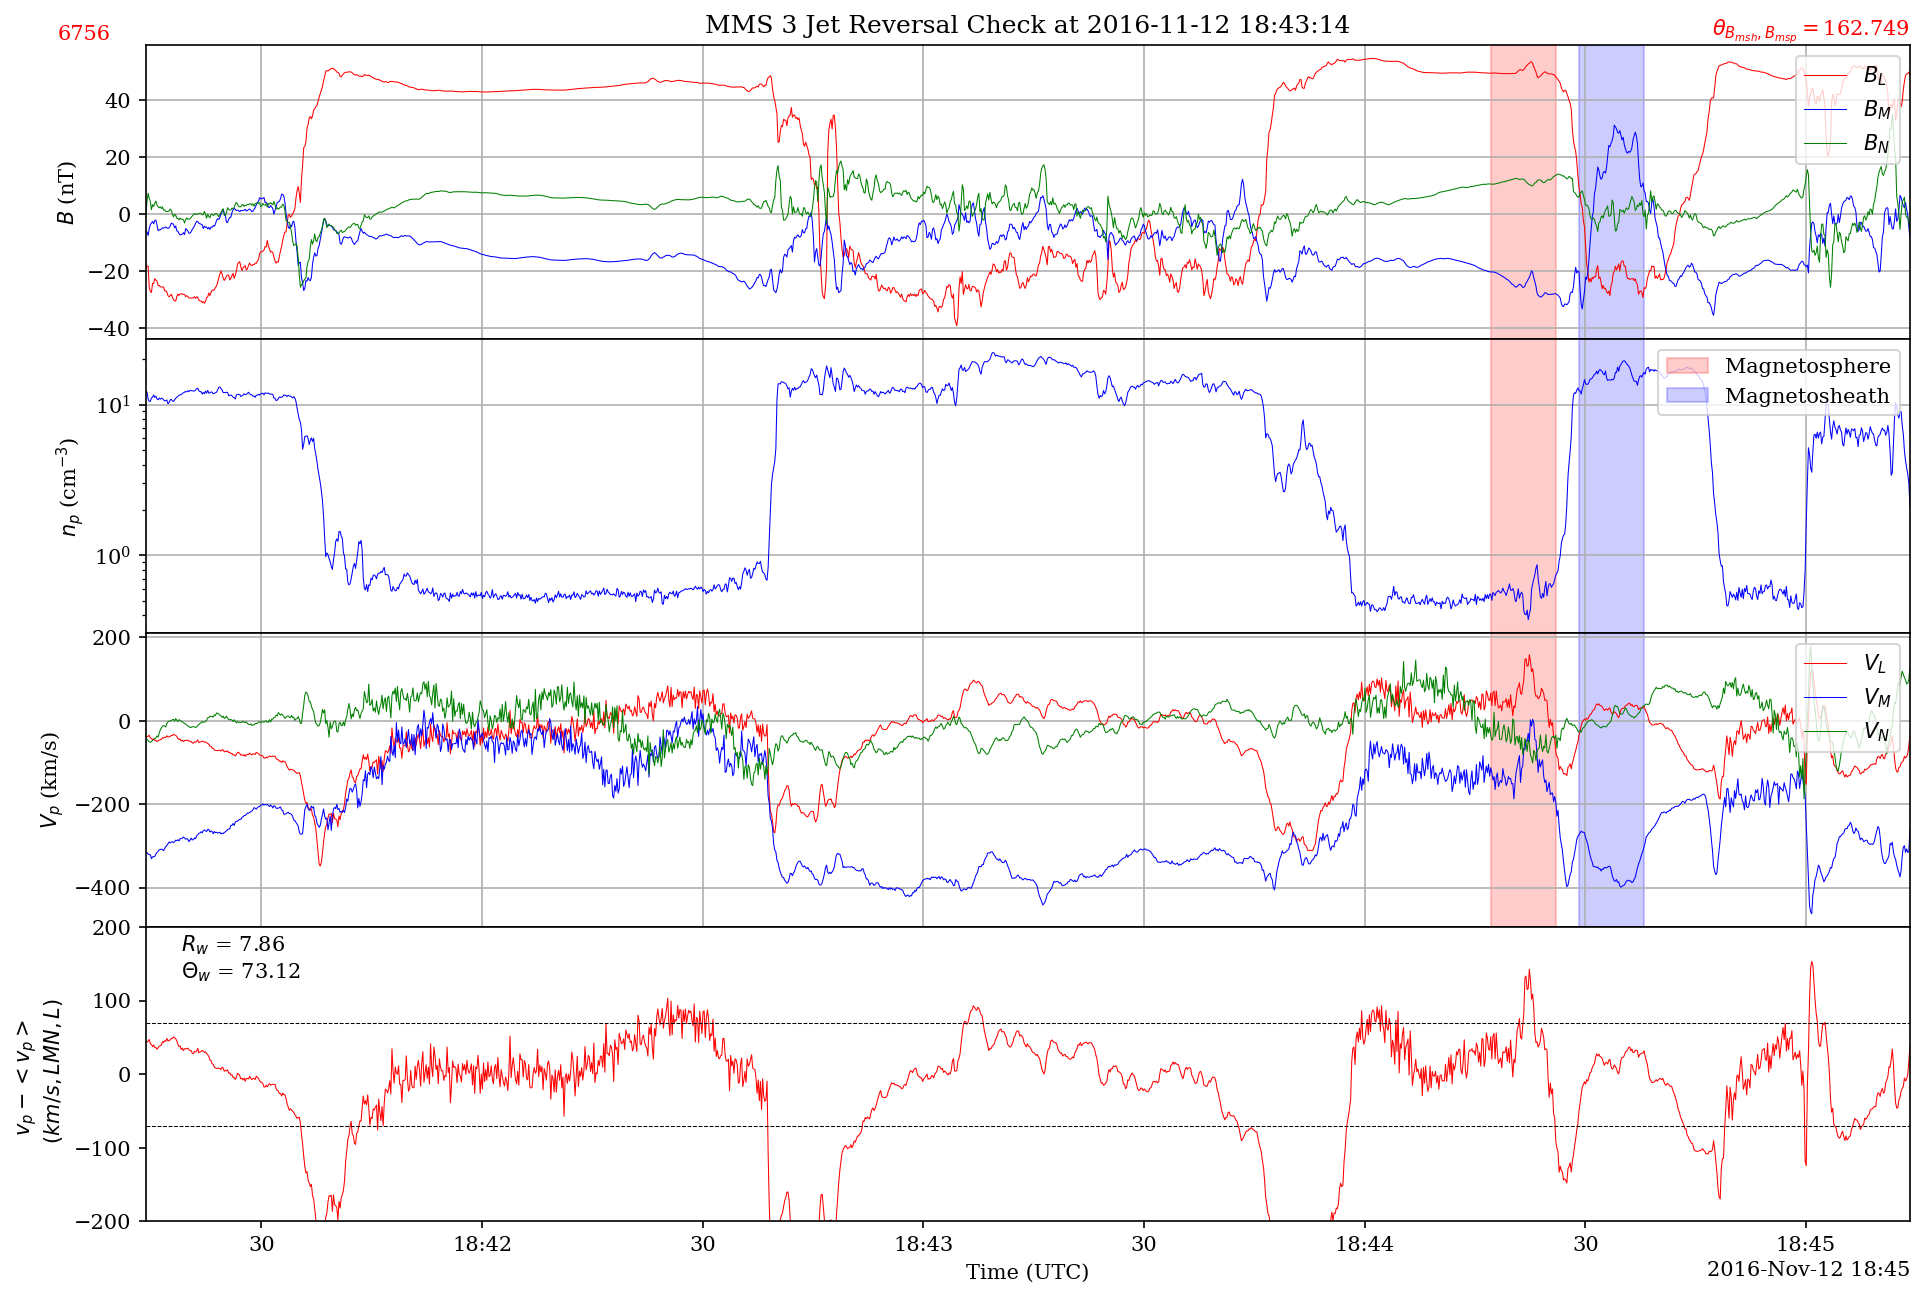 MMS 3 Jet Reversal Check at 2016-11-12 18:43:14
6756
θ_{B_{msh}, B_{msp}} = 162.749
B (nT)
40
20
0
−20
−40
B_L
B_M
B_N
n_p (cm^{−3})
10^1
10^0
Magnetosphere
Magnetosheath
V_p (km/s)
200
0
−200
−400
V_L
V_M
V_N
v_p − < v_p >
(km/s, LMN, L)
200
100
0
−100
−200
R_w = 7.86
Θ_w = 73.12
30 18:42 30 18:43 30 18:44 30 18:45
Time (UTC)
2016-Nov-12 18:45